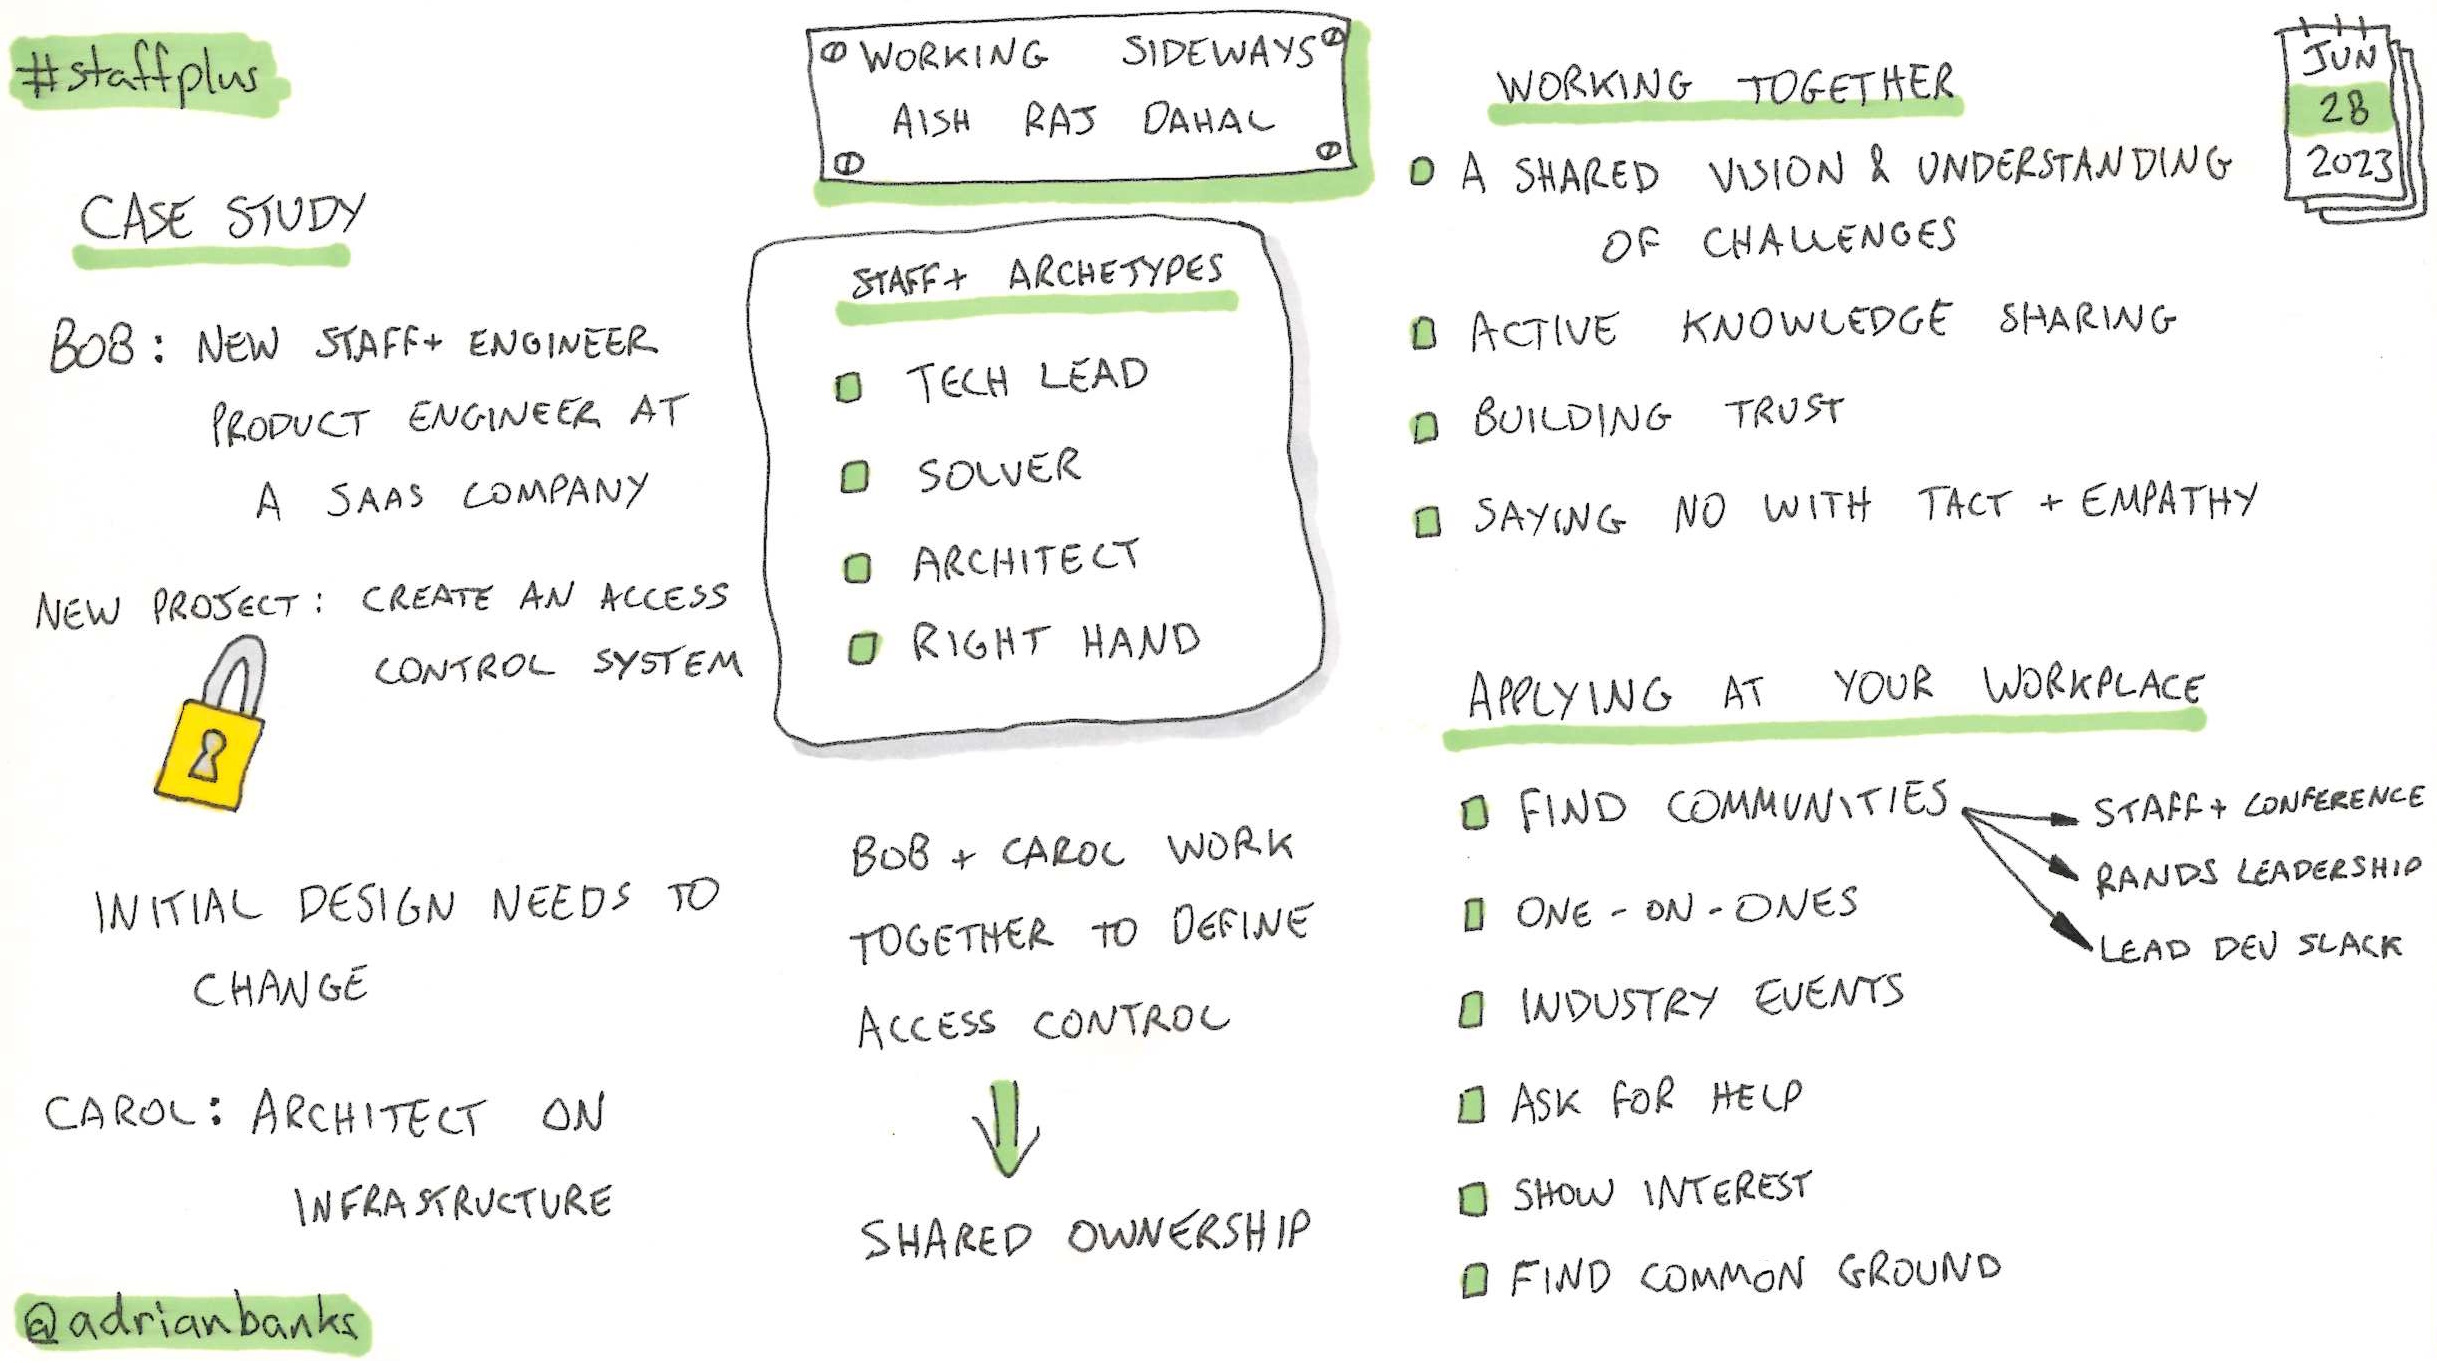 #staffplus
WORKING SIDEWAYS
AISH RAJ DAHAL
JUN
28
2023
CASE STUDY
BOB: NEW STAFF+ ENGINEER
PRODUCT ENGINEER AT
A SAAS COMPANY
NEW PROJECT: CREATE AN ACCESS
CONTROL SYSTEM
INITIAL DESIGN NEEDS TO
CHANGE
CAROL: ARCHITECT ON
INFRASTRUCTURE
@adrianbanks
STAFF+ ARCHETYPES
TECH LEAD
SOLVER
ARCHITECT
RIGHT HAND
BOB + CAROL WORK
TOGETHER TO DEFINE
ACCESS CONTROL
SHARED OWNERSHIP
WORKING TOGETHER
A SHARED VISION & UNDERSTANDING
OF CHALLENGES
ACTIVE KNOWLEDGE SHARING
BUILDING TRUST
SAYING NO WITH TACT + EMPATHY
APPLYING AT YOUR WORKPLACE
FIND COMMUNITIES
STAFF+ CONFERENCE
RANDS LEADERSHIP
LEAD DEV SLACK
ONE-ON-ONES
INDUSTRY EVENTS
ASK FOR HELP
SHOW INTEREST
FIND COMMON GROUND